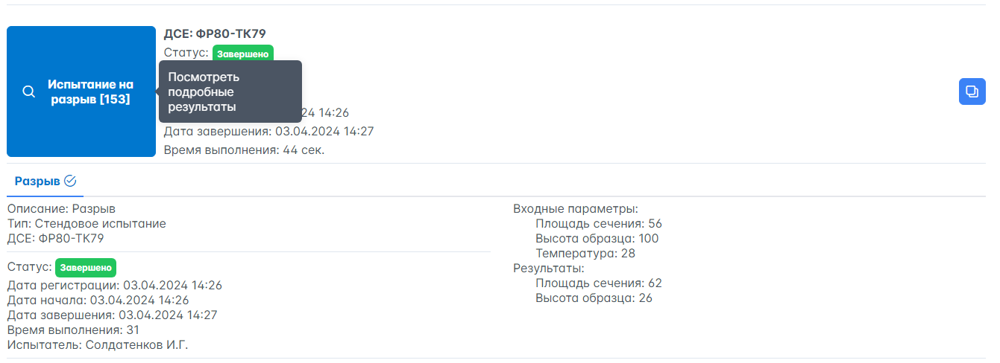 Испытание на
разрыв [153]
ДСЕ: ФР80-ТК79
Статус: Завершено
Посмотреть
подробные
результаты
24 14:26
Дата завершения: 03.04.2024 14:27
Время выполнения: 44 сек.
Разрыв
Описание: Разрыв
Тип: Стендовое испытание
ДСЕ: ФР80-ТК79
Статус: Завершено
Дата регистрации: 03.04.2024 14:26
Дата начала: 03.04.2024 14:26
Дата завершения: 03.04.2024 14:27
Время выполнения: 31
Испытатель: Солдатенков И.Г.
Входные параметры:
Площадь сечения: 56
Высота образца: 100
Температура: 28
Результаты:
Площадь сечения: 62
Высота образца: 26